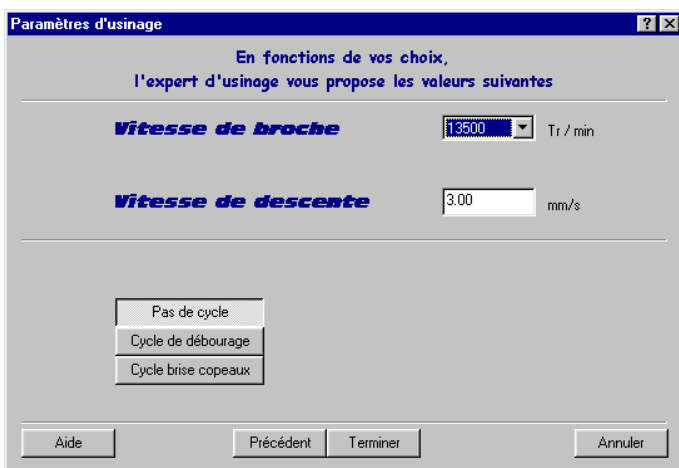 Paramètres d'usinage
En fonctions de vos choix,
l'expert d'usinage vous propose les valeurs suivantes
Vitesse de broche 13500 Tr / min
Vitesse de descente 3.00 mm/s
Pas de cycle
Cycle de débourage
Cycle brise copeaux
Aide Précédent Terminer Annuler